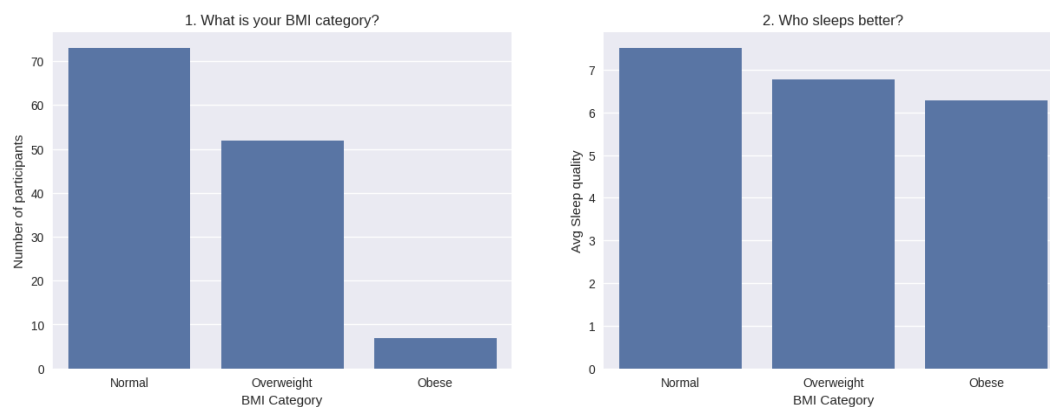 1. What is your BMI category?
Number of participants
70
60
50
40
30
20
10
0
Normal Overweight Obese
BMI Category
2. Who sleeps better?
Avg Sleep quality
7
6
5
4
3
2
1
0
Normal Overweight Obese
BMI Category